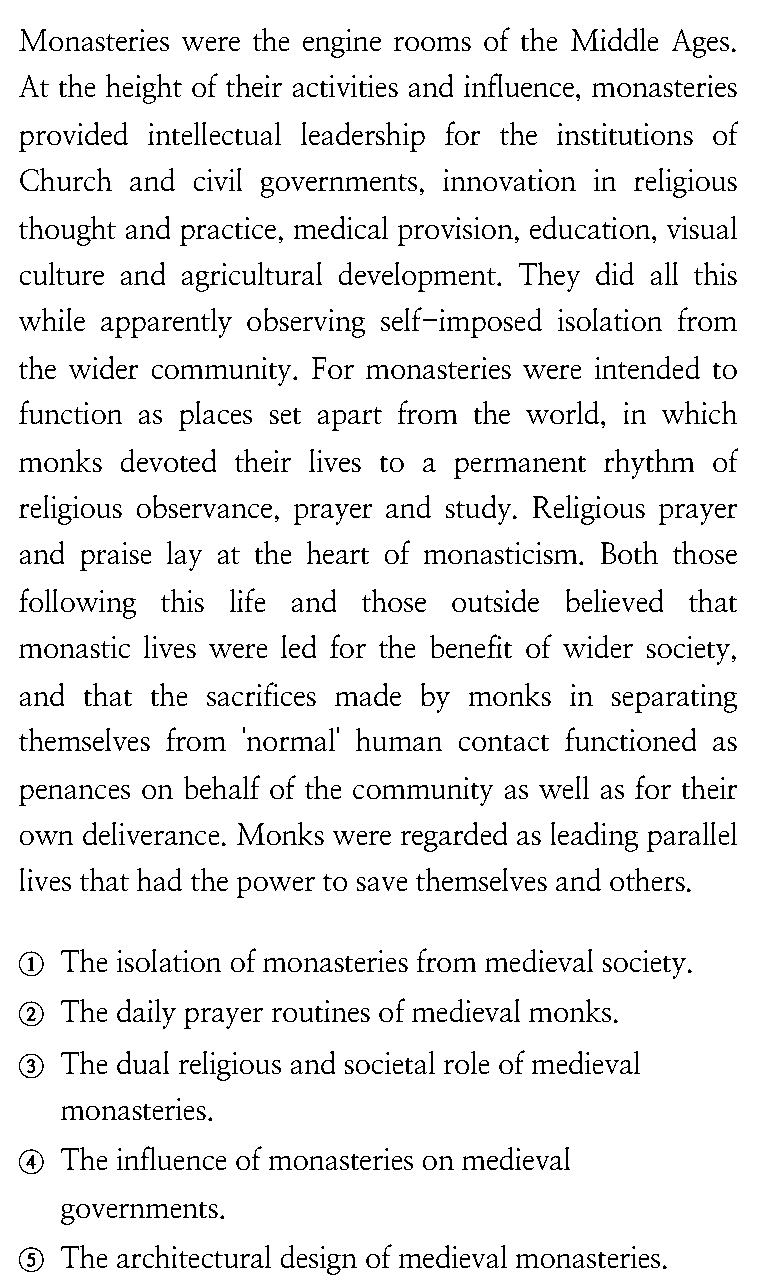 Monasteries were the engine rooms of the Middle Ages.
At the height of their activities and influence, monasteries
provided intellectual leadership for the institutions of
Church and civil governments, innovation in religious
thought and practice, medical provision, education, visual
culture and agricultural development. They did all this
while apparently observing self-imposed isolation from
the wider community. For monasteries were intended to
function as places set apart from the world, in which
monks devoted their lives to a permanent rhythm of
religious observance, prayer and study. Religious prayer
and praise lay at the heart of monasticism. Both those
following this life and those outside believed that
monastic lives were led for the benefit of wider society,
and that the sacrifices made by monks in separating
themselves from 'normal' human contact functioned as
penances on behalf of the community as well as for their
own deliverance. Monks were regarded as leading parallel
lives that had the power to save themselves and others.
① The isolation of monasteries from medieval society.
② The daily prayer routines of medieval monks.
③ The dual religious and societal role of medieval
monasteries.
④ The influence of monasteries on medieval
governments.
⑤ The architectural design of medieval monasteries.